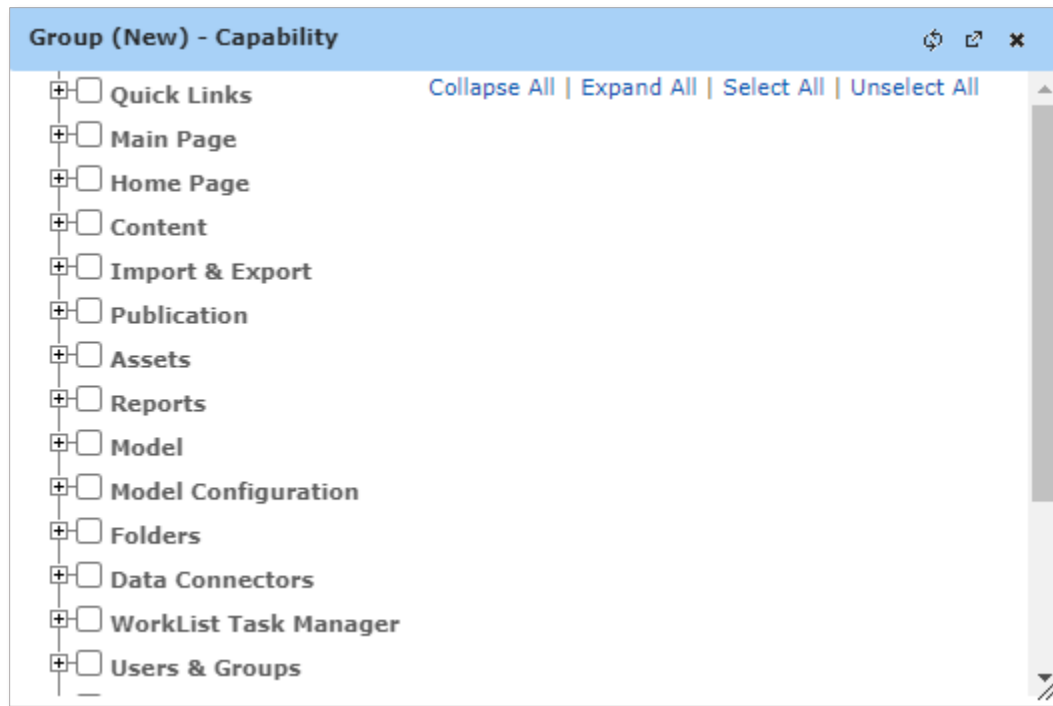 Group (New) - Capability
Quick Links
Collapse All | Expand All | Select All | Unselect All
Main Page
Home Page
Content
Import & Export
Publication
Assets
Reports
Model
Model Configuration
Folders
Data Connectors
WorkList Task Manager
Users & Groups